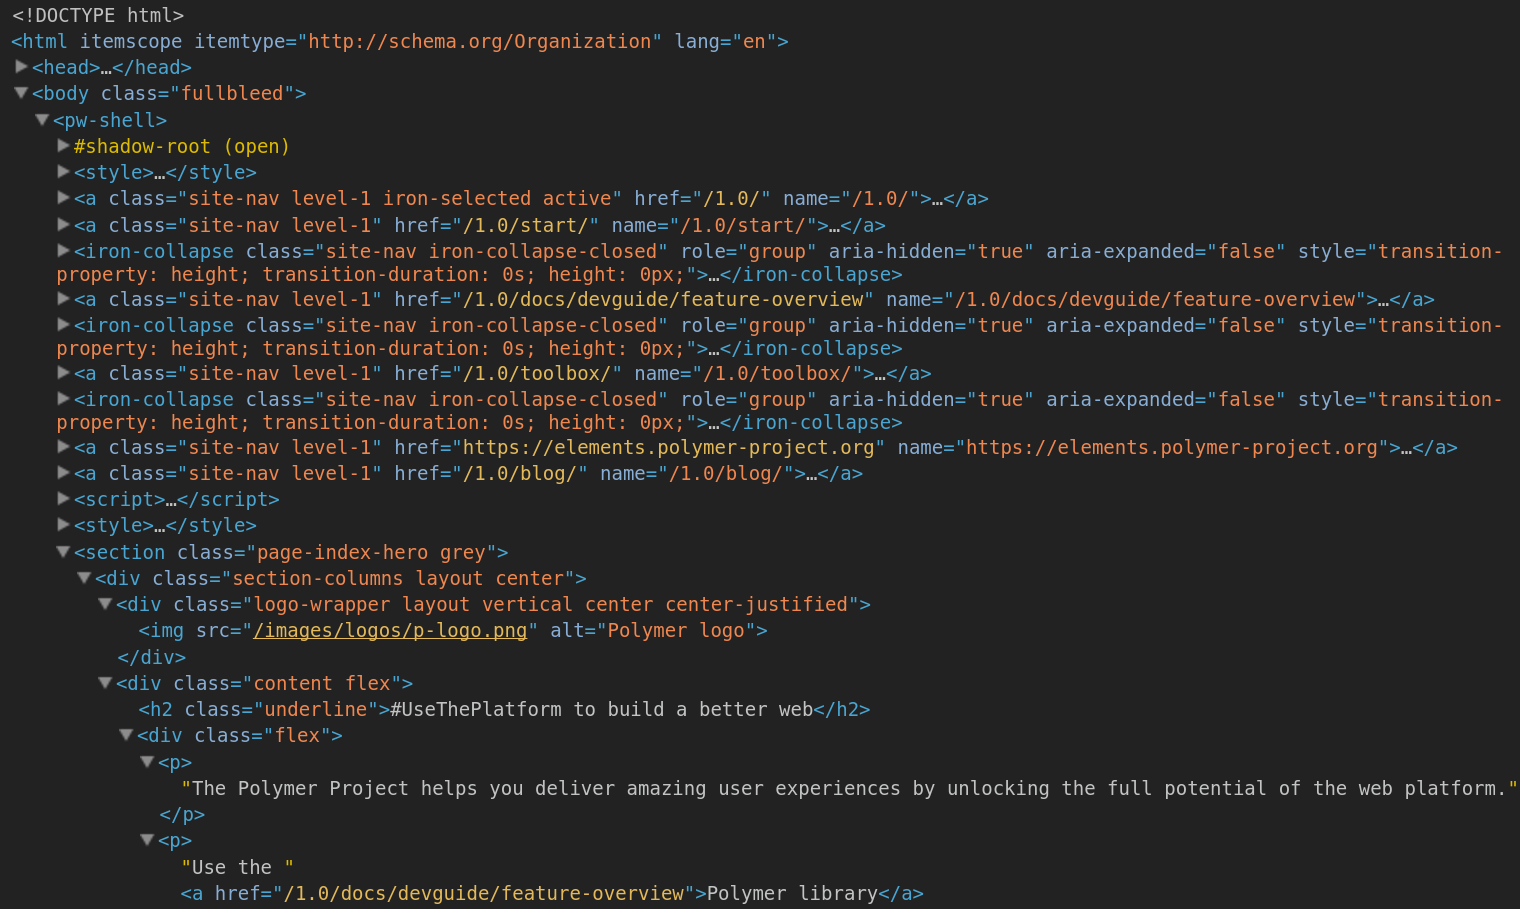 <!DOCTYPE html>
<html itemscope itemtype="http://schema.org/Organization" lang="en">
<head>…</head>
<body class="fullbleed">
<pw-shell>
#shadow-root (open)
<style>…</style>
<a class="site-nav level-1 iron-selected active" href="/1.0/" name="/1.0/">…</a>
<a class="site-nav level-1" href="/1.0/start/" name="/1.0/start/">…</a>
<iron-collapse class="site-nav iron-collapse-closed" role="group" aria-hidden="true" aria-expanded="false" style="transition-
property: height; transition-duration: 0s; height: 0px;">…</iron-collapse>
<a class="site-nav level-1" href="/1.0/docs/devguide/feature-overview" name="/1.0/docs/devguide/feature-overview">…</a>
<iron-collapse class="site-nav iron-collapse-closed" role="group" aria-hidden="true" aria-expanded="false" style="transition-
property: height; transition-duration: 0s; height: 0px;">…</iron-collapse>
<a class="site-nav level-1" href="/1.0/toolbox/" name="/1.0/toolbox/">…</a>
<iron-collapse class="site-nav iron-collapse-closed" role="group" aria-hidden="true" aria-expanded="false" style="transition-
property: height; transition-duration: 0s; height: 0px;">…</iron-collapse>
<a class="site-nav level-1" href="https://elements.polymer-project.org" name="https://elements.polymer-project.org">…</a>
<a class="site-nav level-1" href="/1.0/blog/" name="/1.0/blog/">…</a>
<script>…</script>
<style>…</style>
<section class="page-index-hero grey">
<div class="section-columns layout center">
<div class="logo-wrapper layout vertical center center-justified">
<img src="/images/logos/p-logo.png" alt="Polymer logo">
</div>
<div class="content flex">
<h2 class="underline">#UseThePlatform to build a better web</h2>
<div class="flex">
<p>
"The Polymer Project helps you deliver amazing user experiences by unlocking the full potential of the web platform."
</p>
<p>
"Use the "
<a href="/1.0/docs/devguide/feature-overview">Polymer library</a>